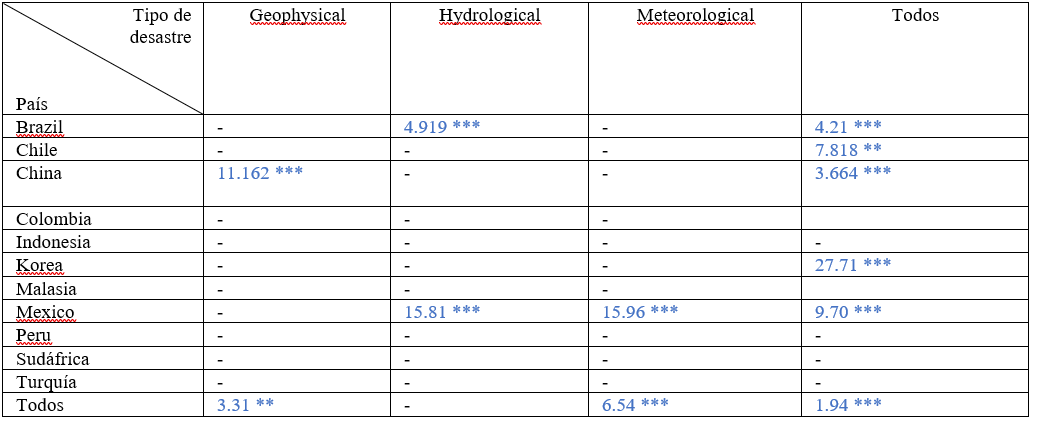 Tipo de desastre País Geophysical Hydrological Meteorological Todos
Brazil - 4.919 *** - 4.21 ***
Chile - - - 7.818 **
China 11.162 *** - - 3.664 ***
Colombia - - -
Indonesia - - - -
Korea - - - 27.71 ***
Malasia - - -
Mexico - 15.81 *** 15.96 *** 9.70 ***
Peru - - - -
Sudáfrica - - - -
Turquía - - - -
Todos 3.31 ** - 6.54 *** 1.94 ***